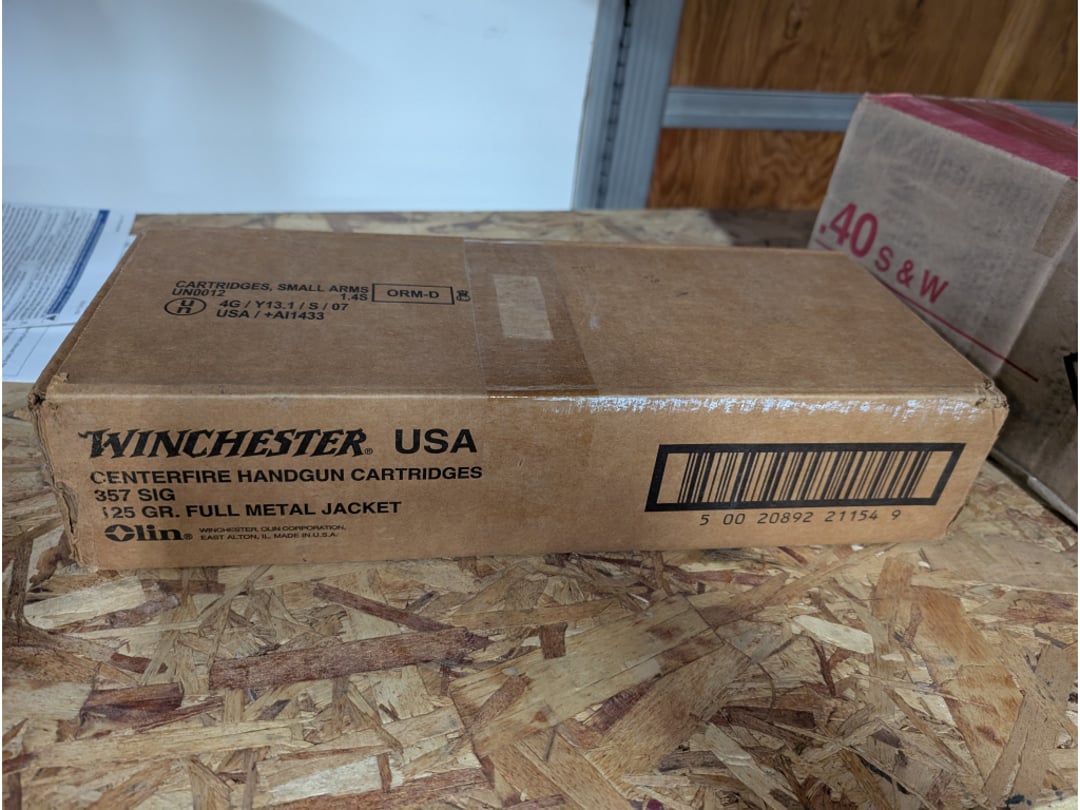 CARTRIDGES, SMALL ARMS
UN0012 1.4S
ORM-D
un 4G / Y13.1 / S / 07
USA / +AI1433
WINCHESTER® USA
CENTERFIRE HANDGUN CARTRIDGES
357 SIG
125 GR. FULL METAL JACKET
Olin® WINCHESTER, OLIN CORPORATION,
EAST ALTON, IL. MADE IN U.S.A.
5 00 20892 21154 9
.40 S & W